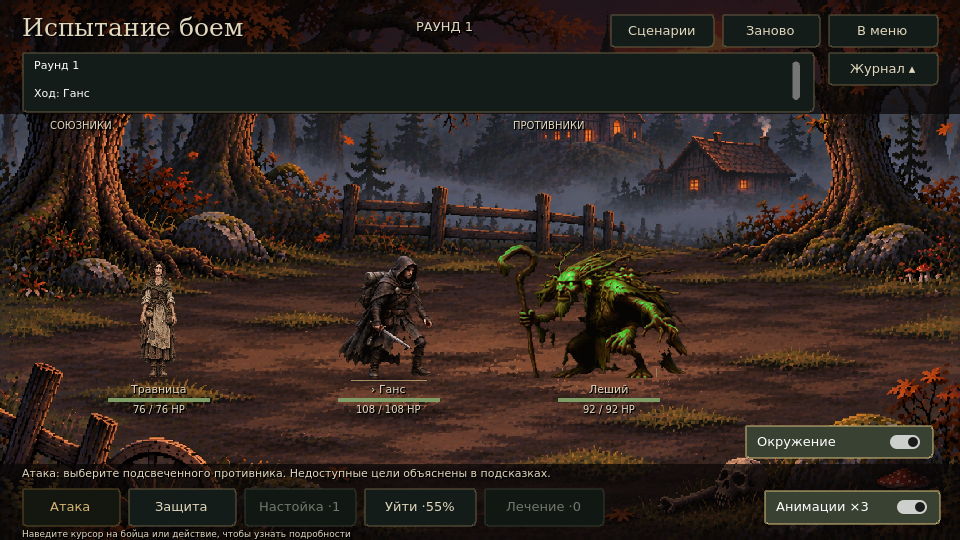 Испытание боем
РАУНД 1
Сценарии
Заново
В меню
Раунд 1
Ход: Ганс
Журнал ▴
СОЮЗНИКИ
ПРОТИВНИКИ
Травница
76 / 76 HP
› Ганс
108 / 108 HP
Леший
92 / 92 HP
Окружение
Атака: выберите подсвеченного противника. Недоступные цели объяснены в подсказках.
Атака
Защита
Настойка ·1
Уйти ·55%
Лечение ·0
Анимации ×3
Наведите курсор на бойца или действие, чтобы узнать подробности